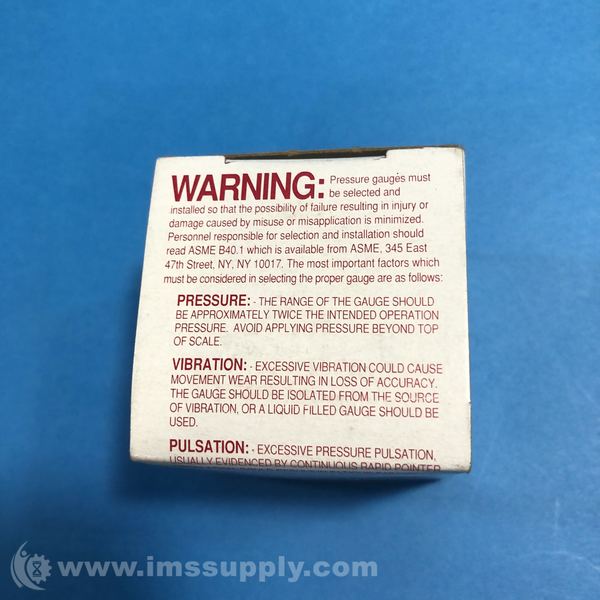 WARNING: Pressure gauges must
be selected and
installed so that the possibility of failure resulting in injury or
damage caused by misuse or misapplication is minimized.
Personnel responsible for selection and installation should
read ASME B40.1 which is available from ASME, 345 East
47th Street, NY, NY 10017. The most important factors which
must be considered in selecting the proper gauge are as follows:
PRESSURE: - THE RANGE OF THE GAUGE SHOULD
BE APPROXIMATELY TWICE THE INTENDED OPERATION
PRESSURE. AVOID APPLYING PRESSURE BEYOND TOP
OF SCALE.
VIBRATION: - EXCESSIVE VIBRATION COULD CAUSE
MOVEMENT WEAR RESULTING IN LOSS OF ACCURACY.
THE GAUGE SHOULD BE ISOLATED FROM THE SOURCE
OF VIBRATION, OR A LIQUID FILLED GAUGE SHOULD BE
USED.
PULSATION: - EXCESSIVE PRESSURE PULSATION,
USUALLY EVIDENCED BY CONTINUOUS RAPID POINTER
www.imssupply.com